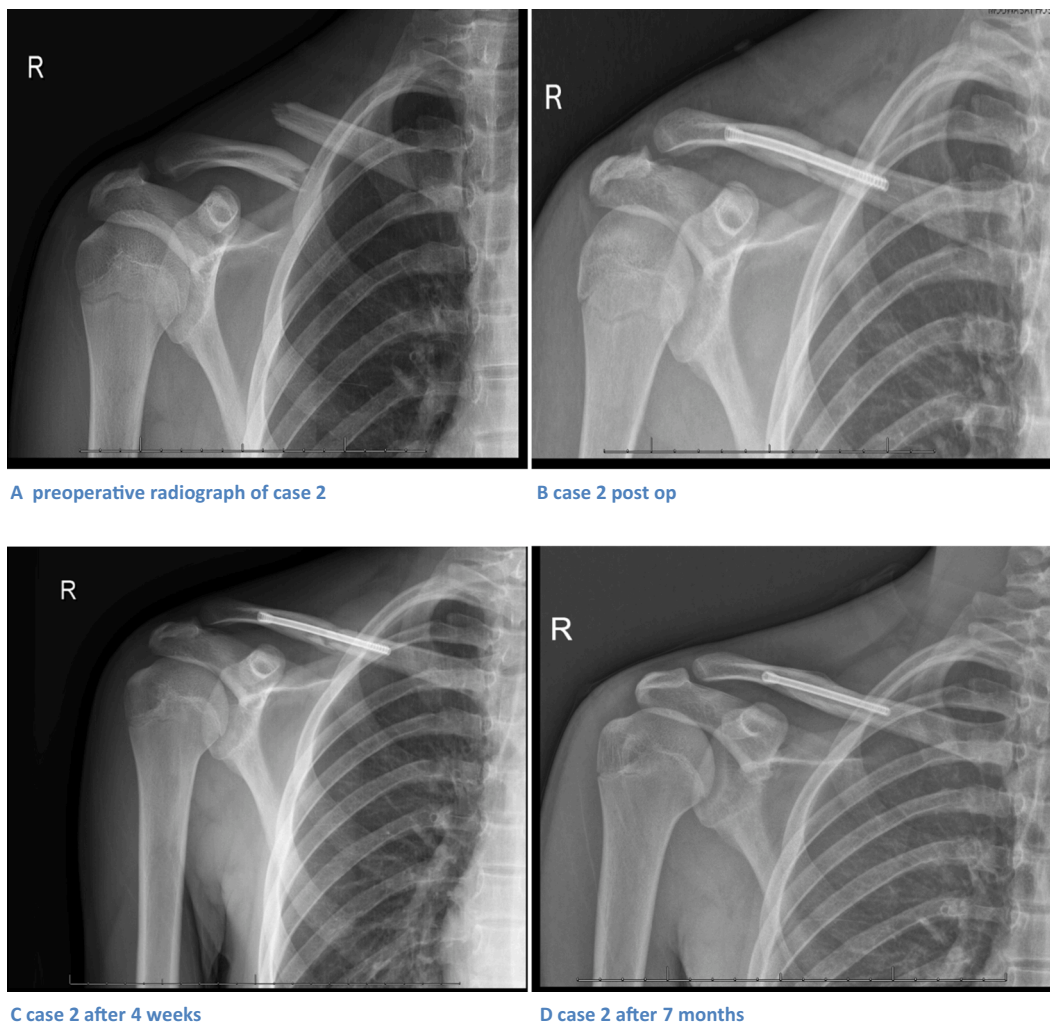 R
R
A preoperative radiograph of case 2
B case 2 post op
R
R
C case 2 after 4 weeks
D case 2 after 7 months